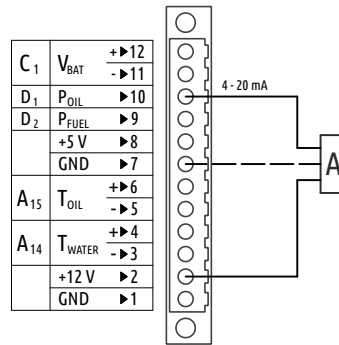 C1 VBAT +▶12
-▶11
D1 POIL ▶10
D2 PFUEL ▶9
+5 V ▶8
GND ▶7
A15 TOIL +▶6
-▶5
A14 TWATER +▶4
-▶3
+12 V ▶2
GND ▶1
4 - 20 mA
A